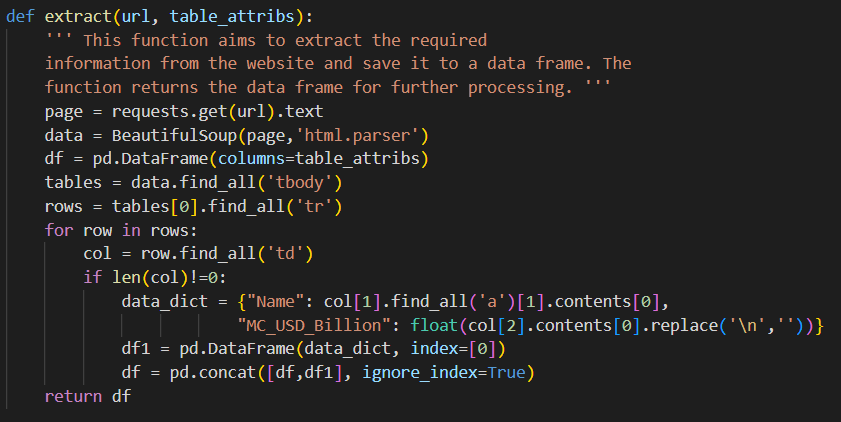 def extract(url, table_attribs):
    ''' This function aims to extract the required
    information from the website and save it to a data frame. The
    function returns the data frame for further processing. '''
    page = requests.get(url).text
    data = BeautifulSoup(page,'html.parser')
    df = pd.DataFrame(columns=table_attribs)
    tables = data.find_all('tbody')
    rows = tables[0].find_all('tr')
    for row in rows:
        col = row.find_all('td')
        if len(col)!=0:
            data_dict = {"Name": col[1].find_all('a')[1].contents[0],
                        "MC_USD_Billion": float(col[2].contents[0].replace('\n',''))}
            df1 = pd.DataFrame(data_dict, index=[0])
            df = pd.concat([df,df1], ignore_index=True)
    return df